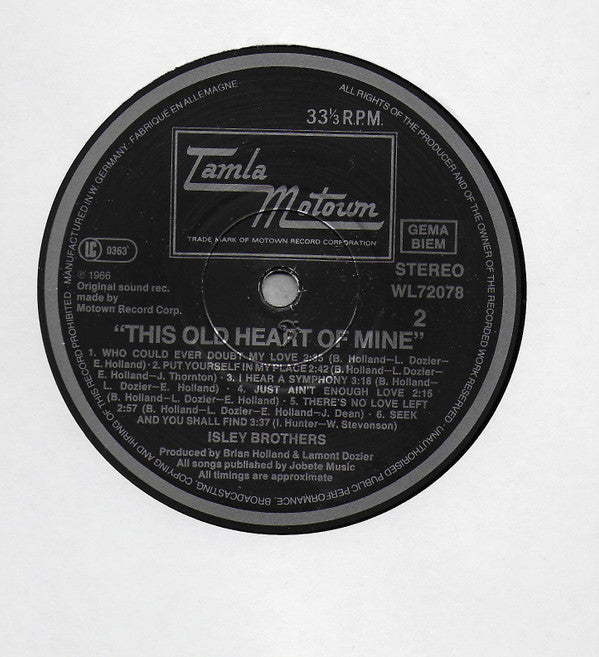 33⅓ R.P.M.
Tamla
Motown
TRADE MARK OF MOTOWN RECORD CORPORATION
GEMA
BIEM
LC 0363
STEREO
℗ 1966
WL72078
Original sound rec.
made by
Motown Record Corp.
2
"THIS OLD HEART OF MINE"
1. WHO COULD EVER DOUBT MY LOVE 2:35 (B. Holland—L. Dozier—
E. Holland) · 2. PUT YOURSELF IN MY PLACE 2:42 (B. Holland—L. Dozier—
E. Holland—J. Thornton) · 3. I HEAR A SYMPHONY 3:18 (B. Holland—
L. Dozier—E. Holland) · 4. JUST AIN'T ENOUGH LOVE 2:15
(B. Holland—L. Dozier—E. Holland) · 5. THERE'S NO LOVE LEFT
2:57 (B. Holland—L. Dozier—E. Holland—J. Dean) · 6. SEEK
AND YOU SHALL FIND 3:37 (I. Hunter—W. Stevenson)
ISLEY BROTHERS
Produced by Brian Holland & Lamont Dozier
All songs published by Jobete Music
All timings are approximate
MANUFACTURED IN W. GERMANY · FABRIQUÉ EN ALLEMAGNE
ALL RIGHTS OF THE PRODUCER AND OF THE OWNER OF THE RECORDED WORK RESERVED · UNAUTHORISED PUBLIC PERFORMANCE, BROADCASTING, COPYING AND HIRING OF THIS RECORD PROHIBITED ·